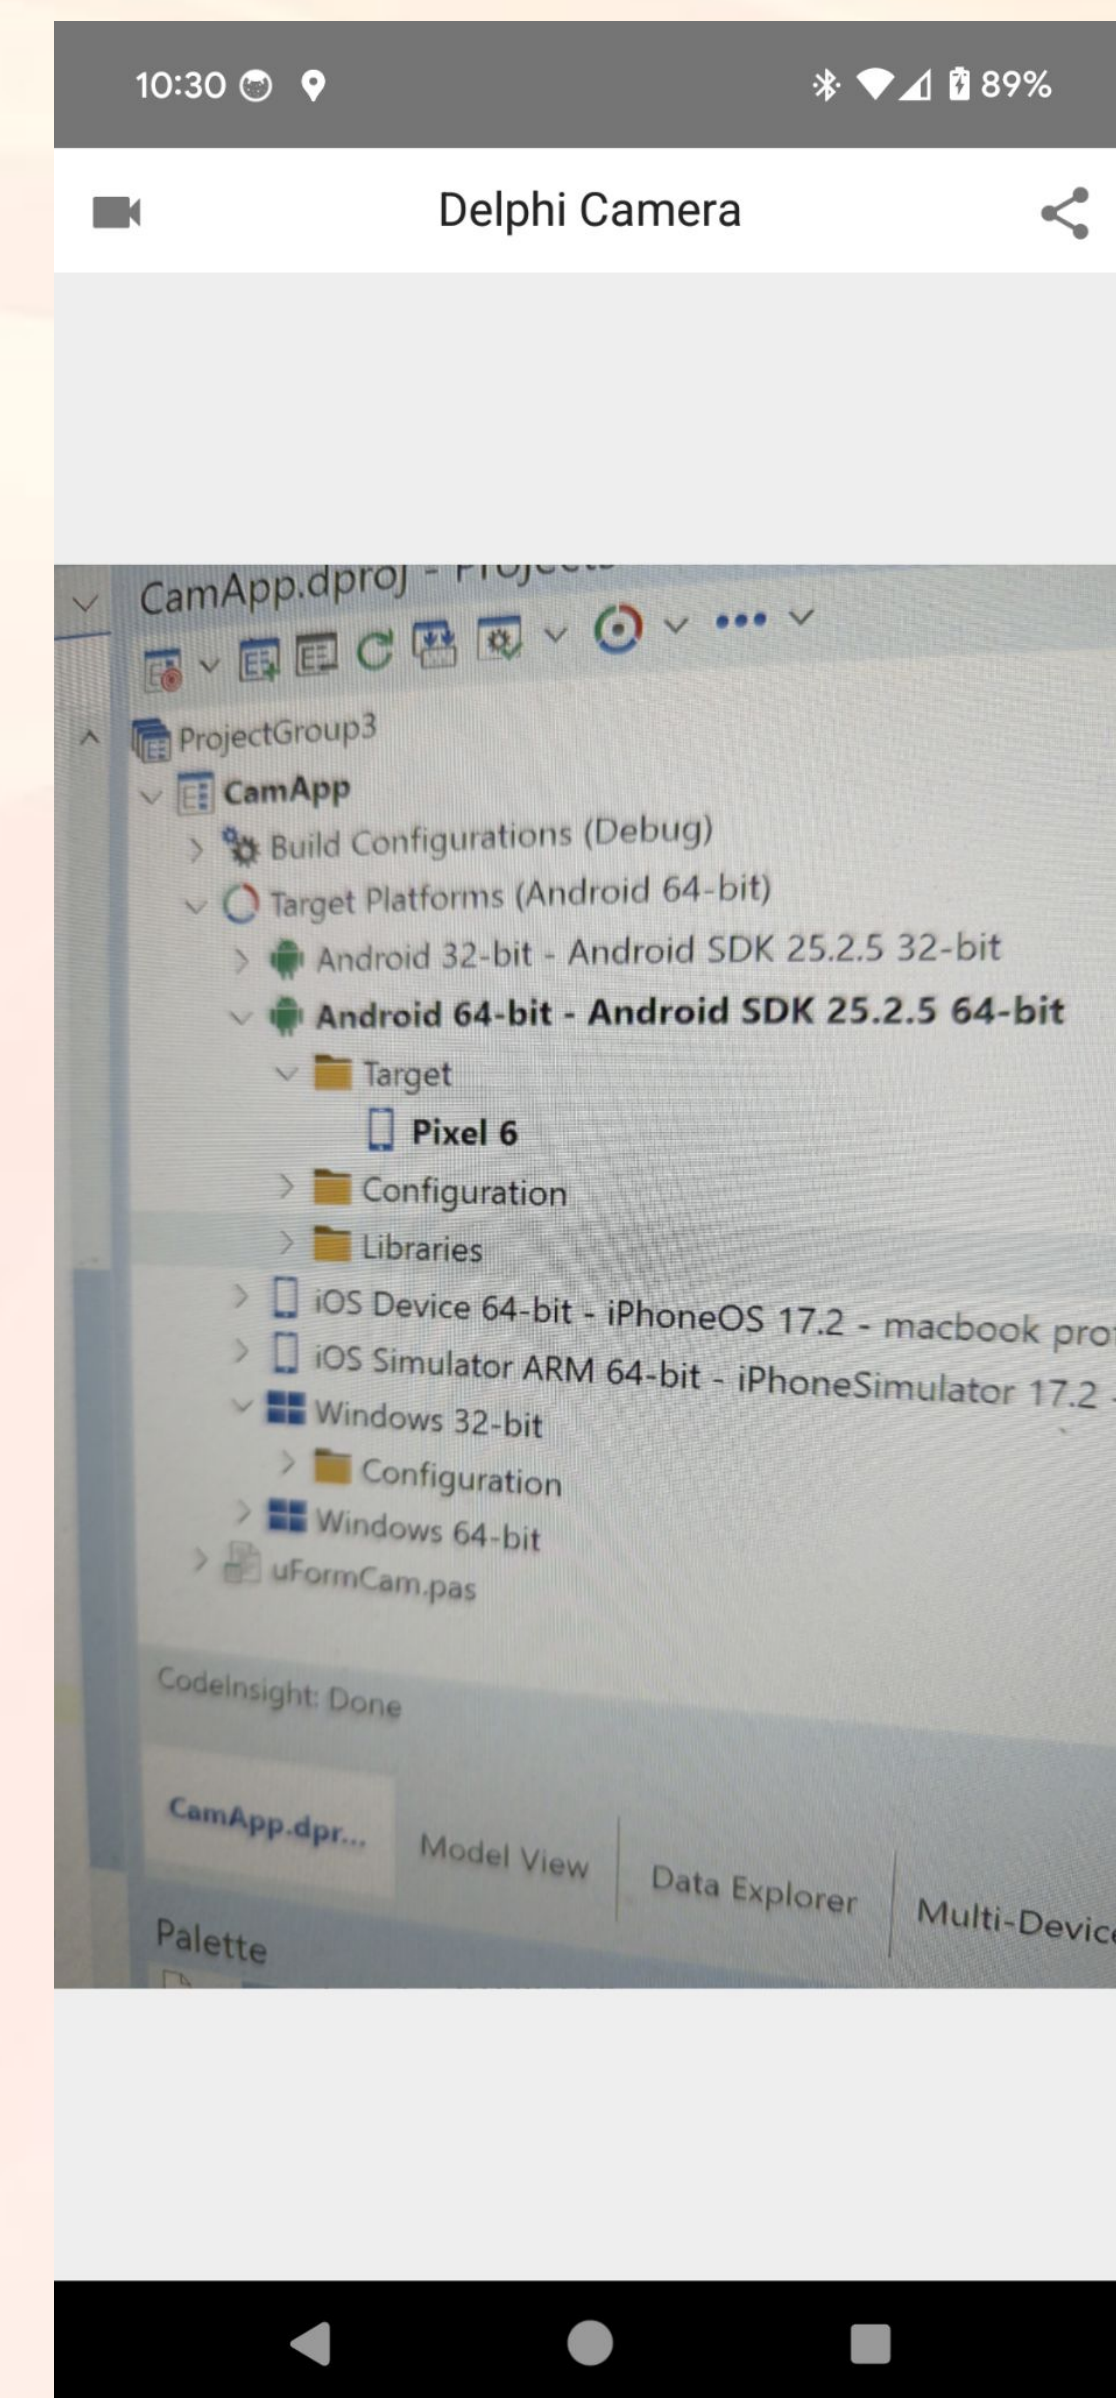 10:30
89%
Delphi Camera
CamApp.dproj - Projects
ProjectGroup3
CamApp
Build Configurations (Debug)
Target Platforms (Android 64-bit)
Android 32-bit - Android SDK 25.2.5 32-bit
Android 64-bit - Android SDK 25.2.5 64-bit
Target
Pixel 6
Configuration
Libraries
iOS Device 64-bit - iPhoneOS 17.2 - macbook pro
iOS Simulator ARM 64-bit - iPhoneSimulator 17.2 -
Windows 32-bit
Configuration
Windows 64-bit
uFormCam.pas
CodeInsight: Done
CamApp.dpr... Model View Data Explorer Multi-Device
Palette